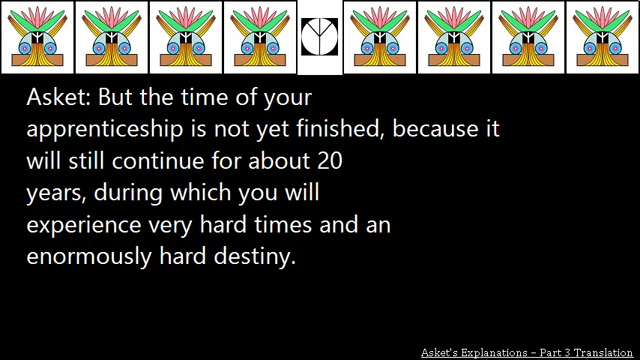 Asket: But the time of your
apprenticeship is not yet finished, because it
will still continue for about 20
years, during which you will
experience very hard times and an
enormously hard destiny.
Asket's Explanations – Part 3 Translation